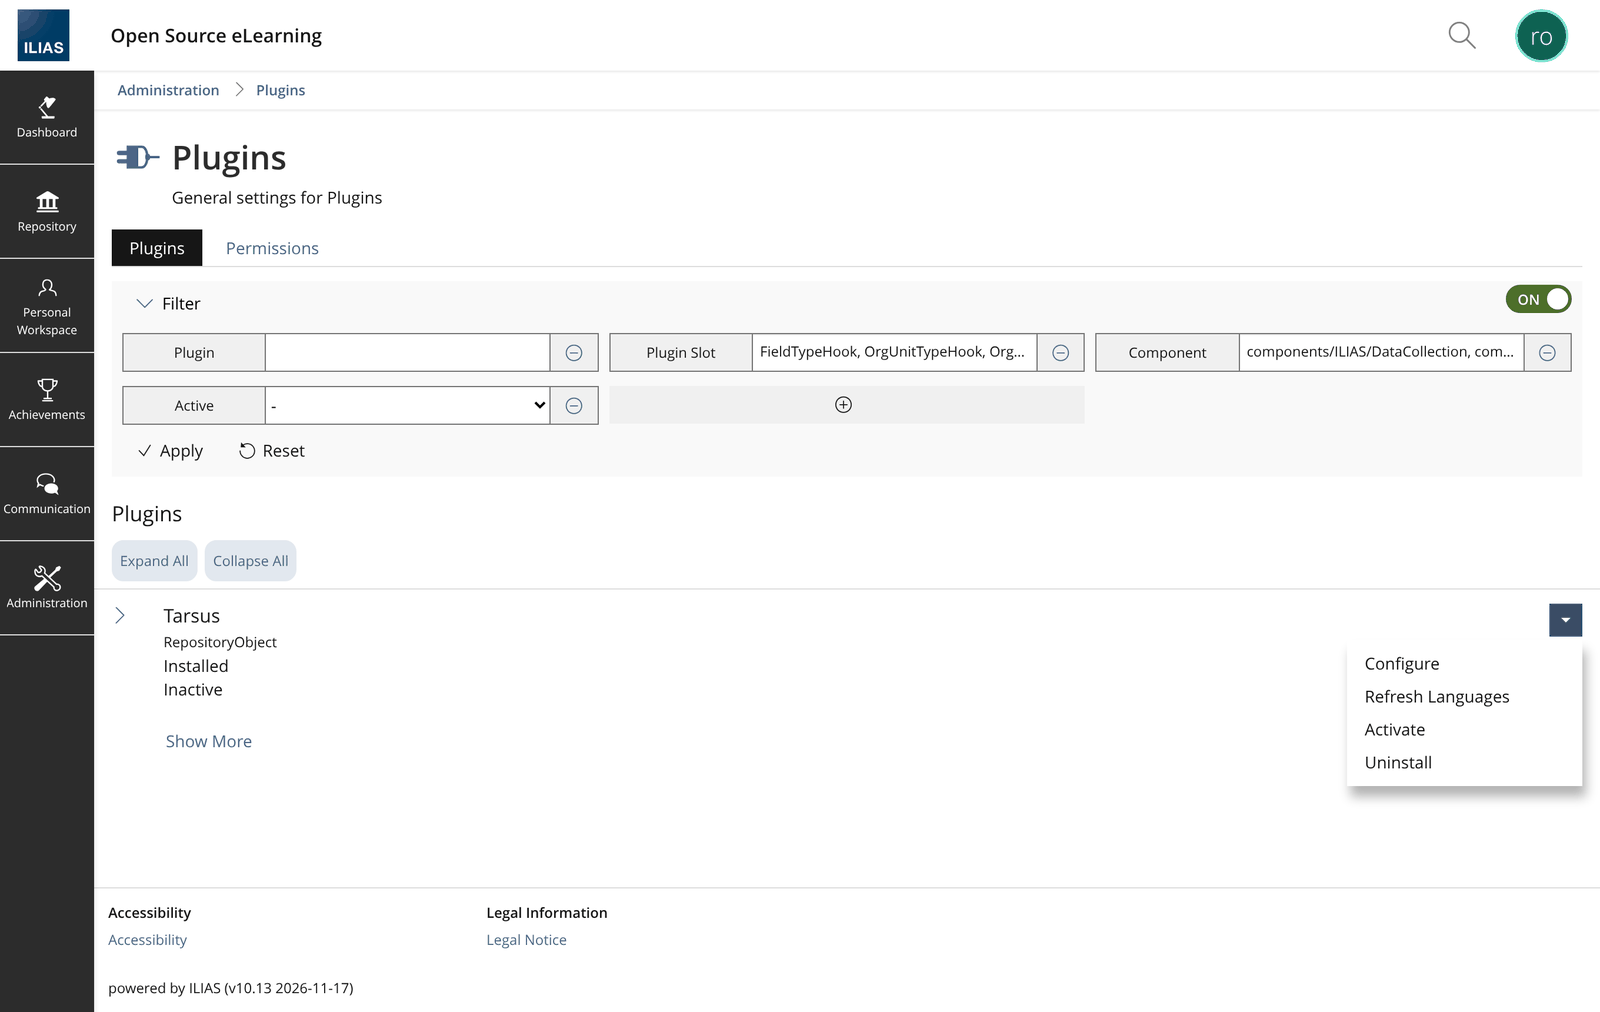 ILIAS
Open Source eLearning
ro
Administration
Plugins
Dashboard
Repository
Personal
Workspace
Achievements
Communication
Administration
Plugins
General settings for Plugins
Plugins
Permissions
Filter
ON
Plugin
Plugin Slot
FieldTypeHook, OrgUnitTypeHook, Org...
Component
components/ILIAS/DataCollection, com...
Active
-
Apply
Reset
Plugins
Expand All
Collapse All
Tarsus
RepositoryObject
Installed
Inactive
Show More
Configure
Refresh Languages
Activate
Uninstall
Accessibility
Accessibility
Legal Information
Legal Notice
powered by ILIAS (v10.13 2026-11-17)